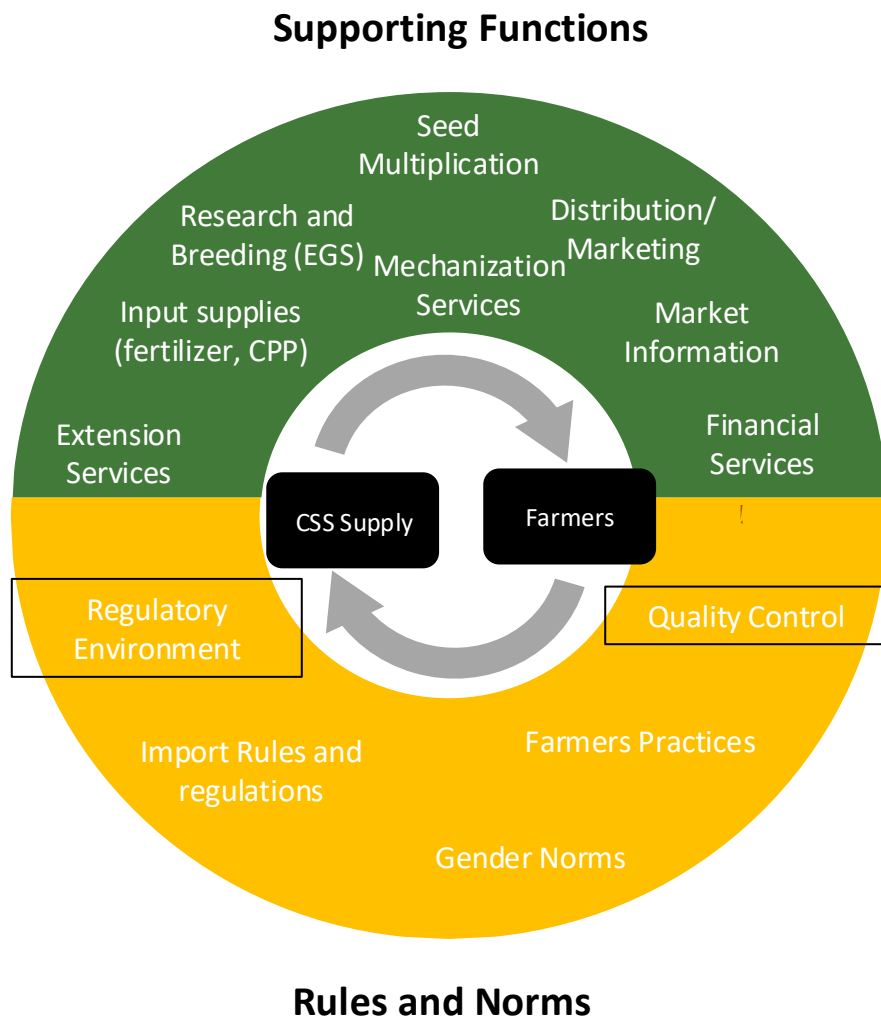 Supporting Functions
Seed
Multiplication
Research and
Breeding (EGS)
Distribution/
Marketing
Mechanization
Services
Input supplies
(fertilizer, CPP)
Market
Information
Extension
Services
Financial
Services
CSS Supply
Farmers
Regulatory
Environment
Quality Control
Import Rules and
regulations
Farmers Practices
Gender Norms
Rules and Norms